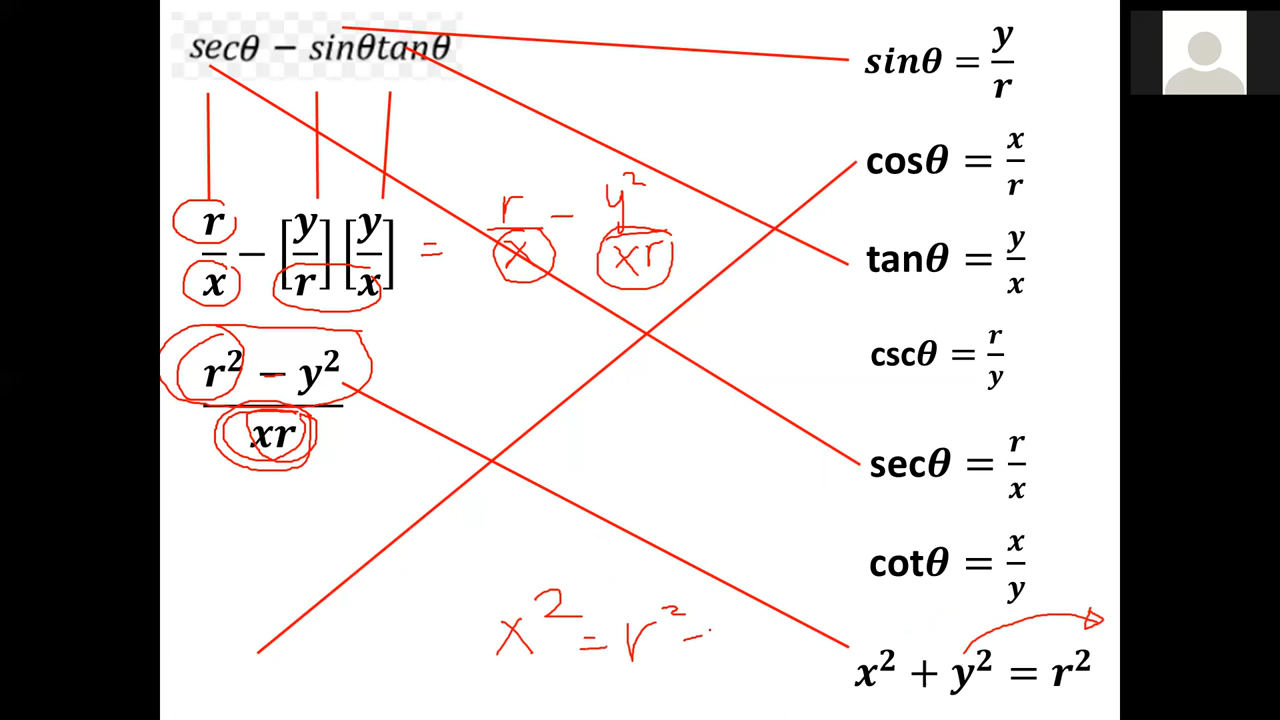 secθ − sinθtanθ
r/x − [y/r] [y/x] = r/x − y²/xr
r² − y²
xr
x² = r² −
sinθ = y/r
cosθ = x/r
tanθ = y/x
cscθ = r/y
secθ = r/x
cotθ = x/y
x² + y² = r²